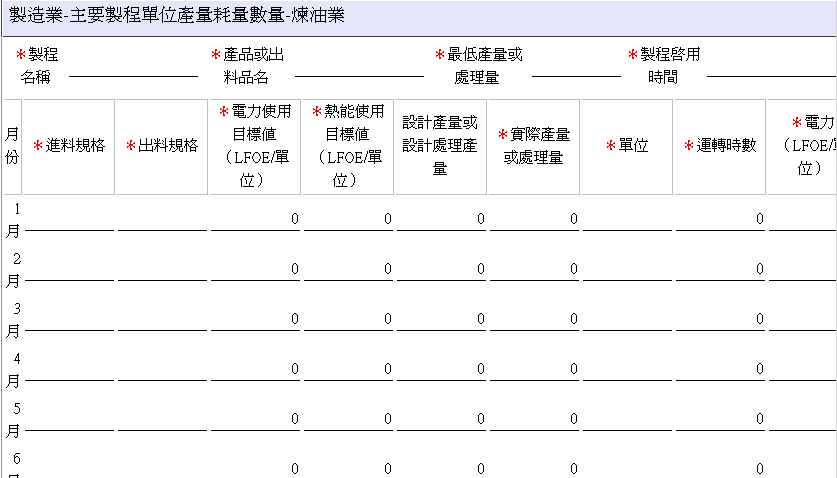 製造業-主要製程單位產量耗量數量-煉油業
*製程
名稱
*產品或出
料品名
*最低產量或
處理量
*製程啓用
時間
月
份
*進料規格
*出料規格
*電力使用
目標值
（LFOE/單
位）
*熱能使用
目標值
（LFOE/單
位）
設計產量或
設計處理產
量
*實際產量
或處理量
*單位
*運轉時數
*電力
（LFOE/
位）
1
月
0 0 0 0 0
2
月
0 0 0 0 0
3
月
0 0 0 0 0
4
月
0 0 0 0 0
5
月
0 0 0 0 0
6
0 0 0 0 0